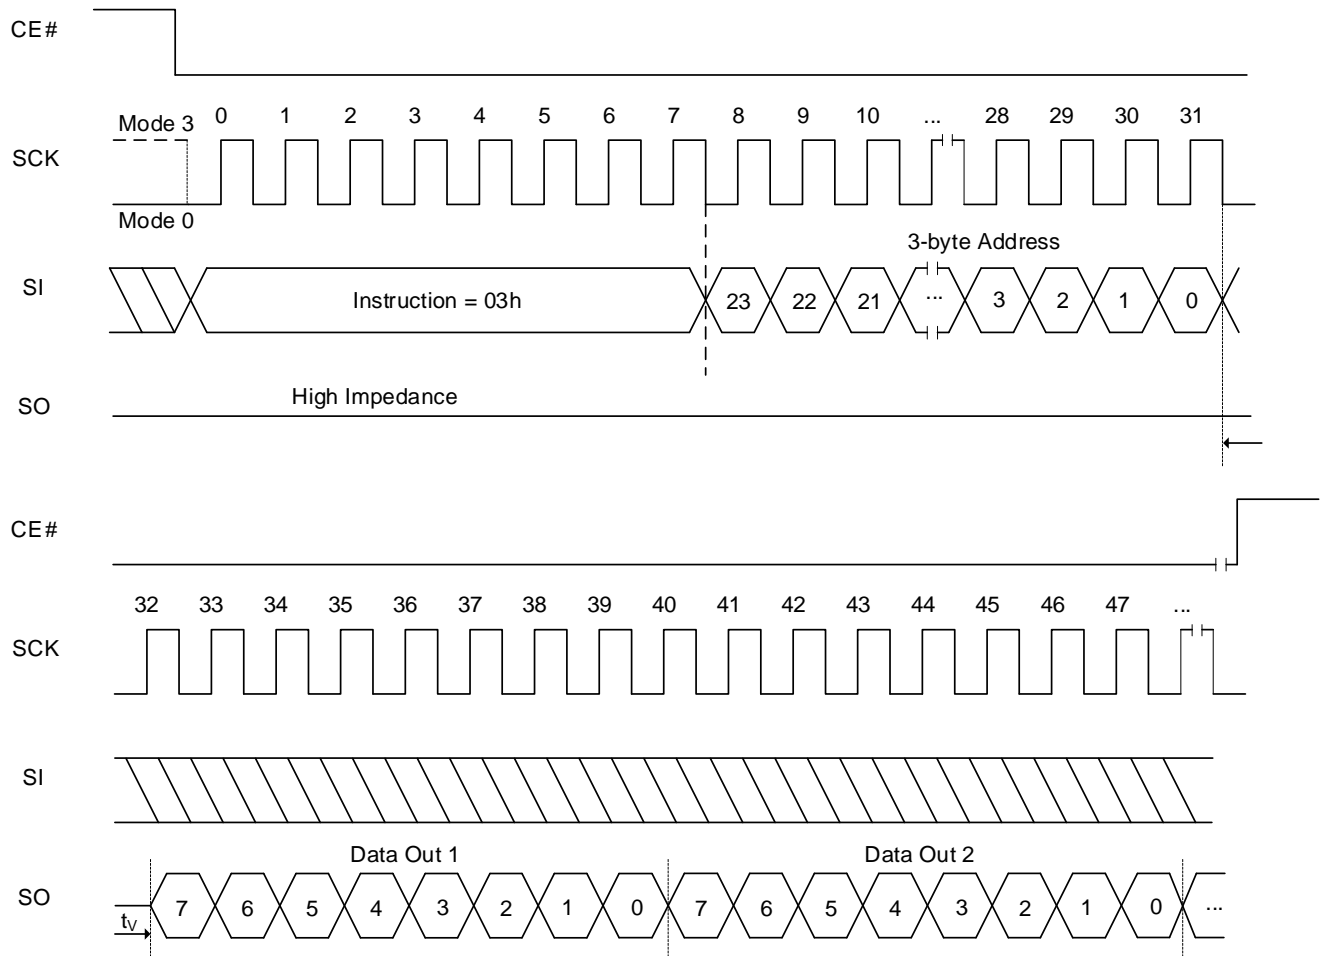 CE#
0 1 2 3 4 5 6 7 8 9 10 ... 28 29 30 31
Mode 3
SCK
Mode 0
3-byte Address
SI
Instruction = 03h 23 22 21 ... 3 2 1 0
High Impedance
SO
CE#
32 33 34 35 36 37 38 39 40 41 42 43 44 45 46 47 ...
SCK
SI
Data Out 1 Data Out 2
SO
7 6 5 4 3 2 1 0 7 6 5 4 3 2 1 0 ...
tV